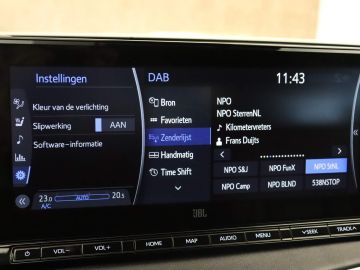 Instellingen
Kleur van de verlichting
Slipwerking AAN
Software-informatie
23.0 AUTO 20.5
A/C
DAB
Bron
Favorieten
Zenderlijst
Handmatig
Time Shift
11:43
NPO
NPO SterrenNL
Kilometervreters
Frans Duijts
NPO S&J
NPO FunX
NPO StNL
NPO Camp
NPO BLND
538NSTOP
JBL
VOL−
VOL+
HOME
MAP
AUDIO
MENU
SEEK
TRACK